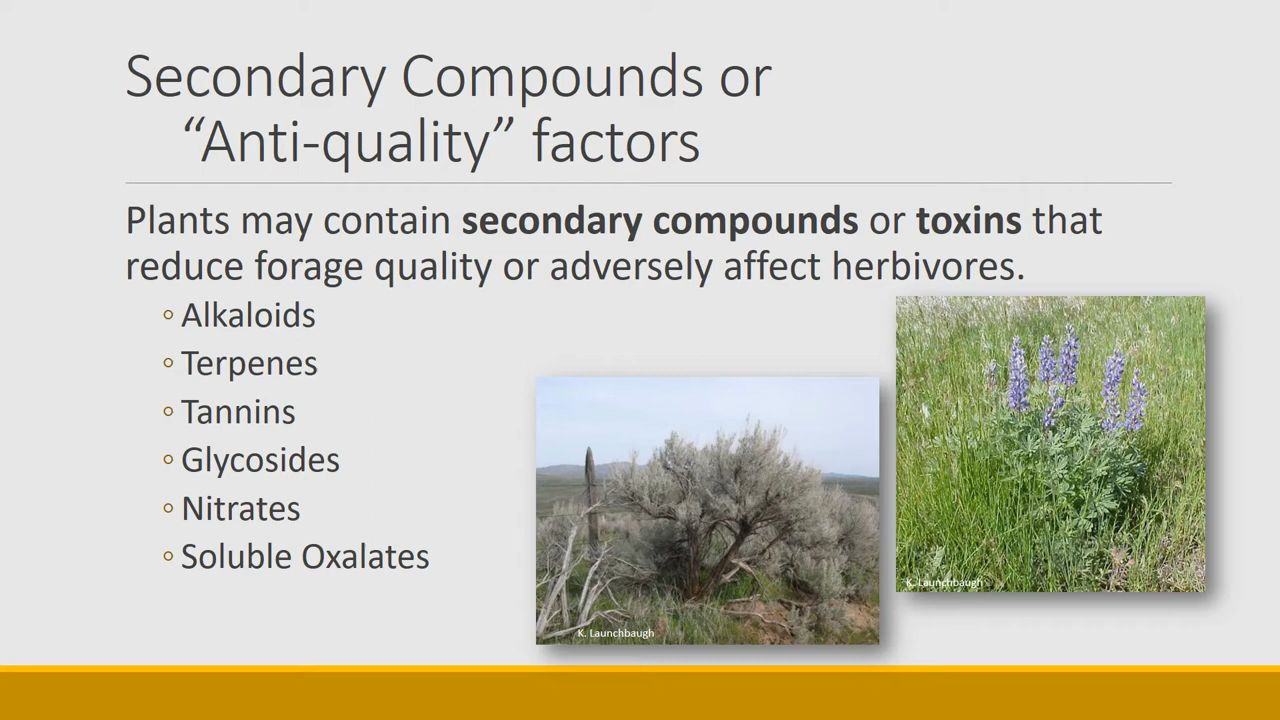 Secondary Compounds or
“Anti-quality” factors
Plants may contain secondary compounds or toxins that
reduce forage quality or adversely affect herbivores.
◦ Alkaloids
◦ Terpenes
◦ Tannins
◦ Glycosides
◦ Nitrates
◦ Soluble Oxalates
K. Launchbaugh
K. Launchbaugh